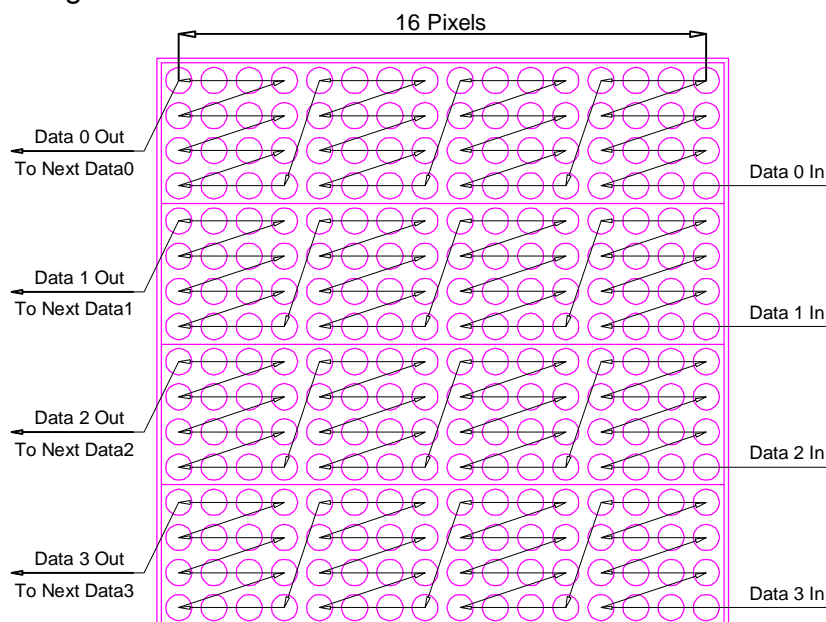 16 Pixels
Data 0 Out
To Next Data0
Data 0 In
Data 1 Out
To Next Data1
Data 1 In
Data 2 Out
To Next Data2
Data 2 In
Data 3 Out
To Next Data3
Data 3 In